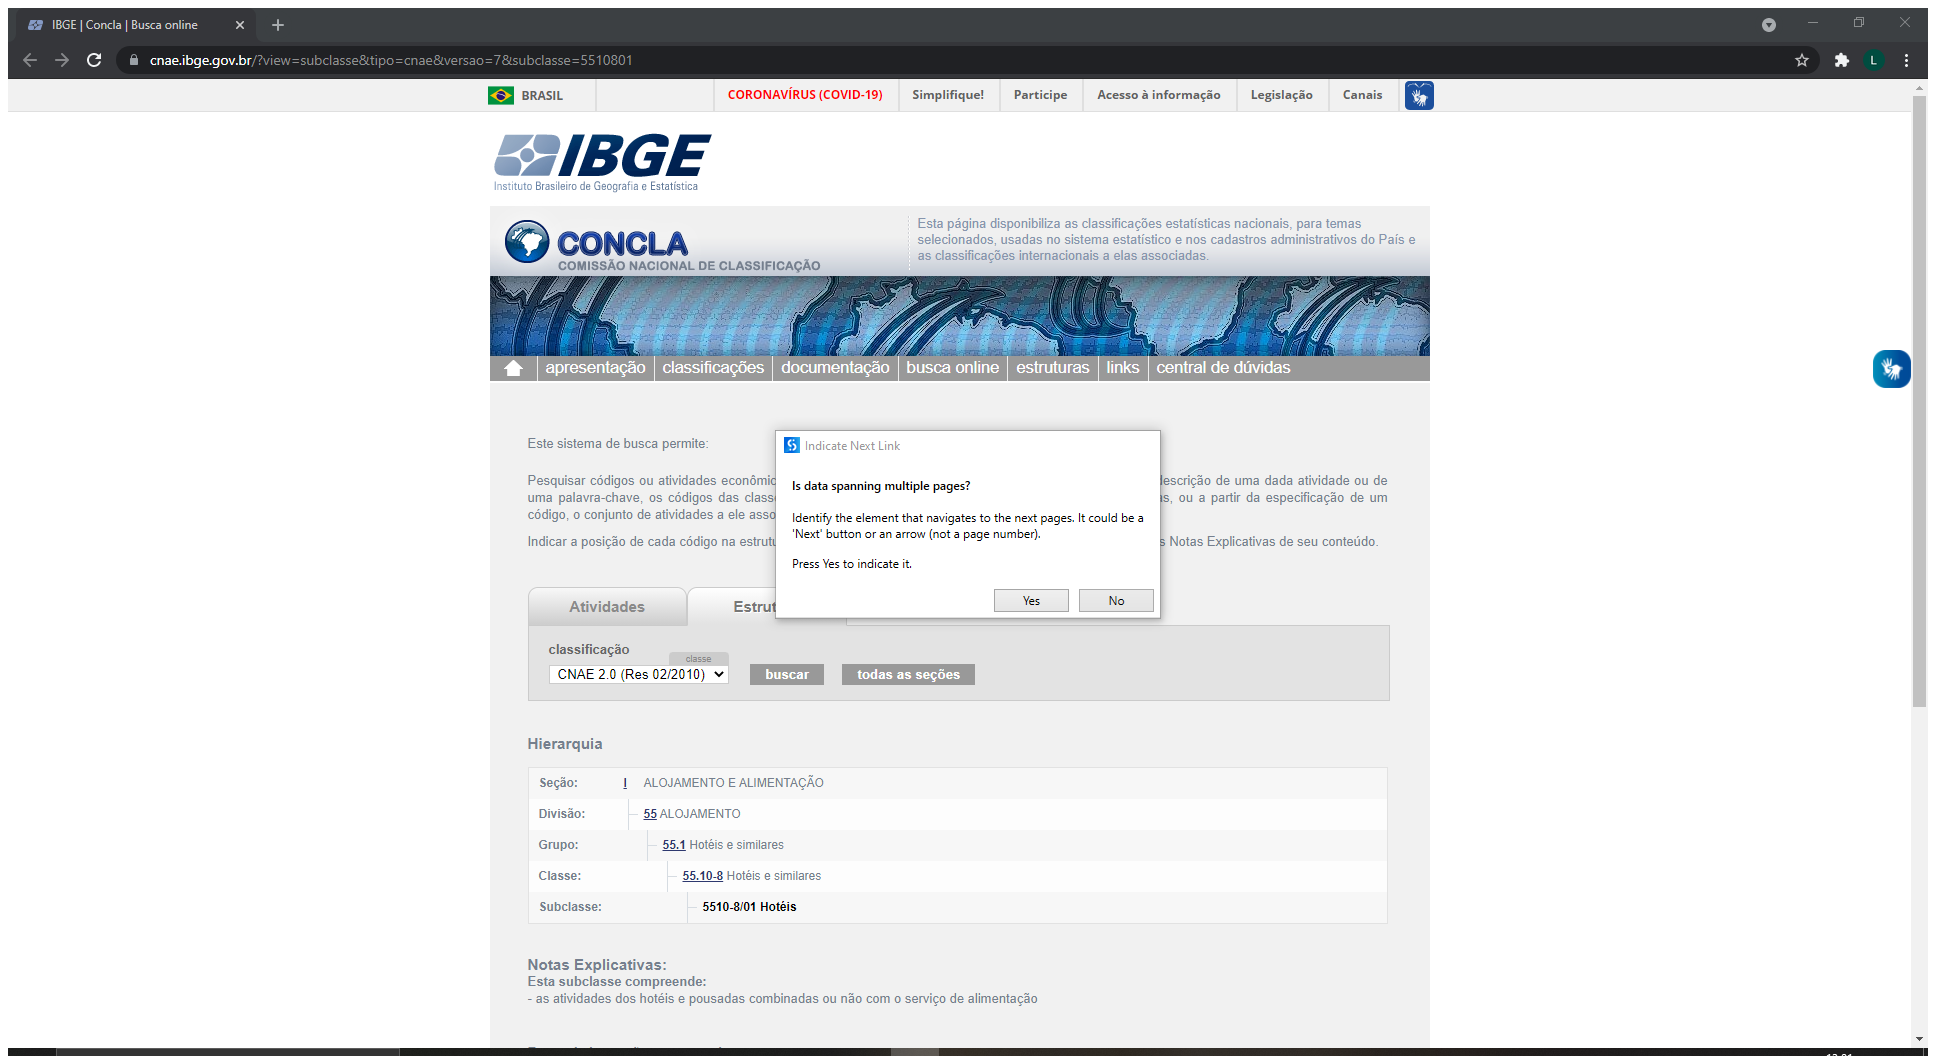 IBGE | Concla | Busca online
cnae.ibge.gov.br/?view=subclasse&tipo=cnae&versao=7&subclasse=5510801
L
BRASIL
CORONAVÍRUS (COVID-19)
Simplifique!
Participe
Acesso à informação
Legislação
Canais
IBGE
Instituto Brasileiro de Geografia e Estatística
CONCLA
COMISSÃO NACIONAL DE CLASSIFICAÇÃO
Esta página disponibiliza as classificações estatísticas nacionais, para temas
selecionados, usadas no sistema estatístico e nos cadastros administrativos do País e
as classificações internacionais a elas associadas.
apresentação
classificações
documentação
busca online
estruturas
links
central de dúvidas
Este sistema de busca permite:
Pesquisar códigos ou atividades econômic
descrição de uma dada atividade ou de
uma palavra-chave, os códigos das class
as, ou a partir da especificação de um
código, o conjunto de atividades a ele asso
Indicar a posição de cada código na estrutu
s Notas Explicativas de seu conteúdo.
Indicate Next Link
Is data spanning multiple pages?
Identify the element that navigates to the next pages. It could be a
'Next' button or an arrow (not a page number).
Press Yes to indicate it.
Yes
No
Atividades
Estrut
classificação
classe
CNAE 2.0 (Res 02/2010)
buscar
todas as seções
Hierarquia
Seção: I ALOJAMENTO E ALIMENTAÇÃO
Divisão: 55 ALOJAMENTO
Grupo: 55.1 Hotéis e similares
Classe: 55.10-8 Hotéis e similares
Subclasse: 5510-8/01 Hotéis
Notas Explicativas:
Esta subclasse compreende:
- as atividades dos hotéis e pousadas combinadas ou não com o serviço de alimentação